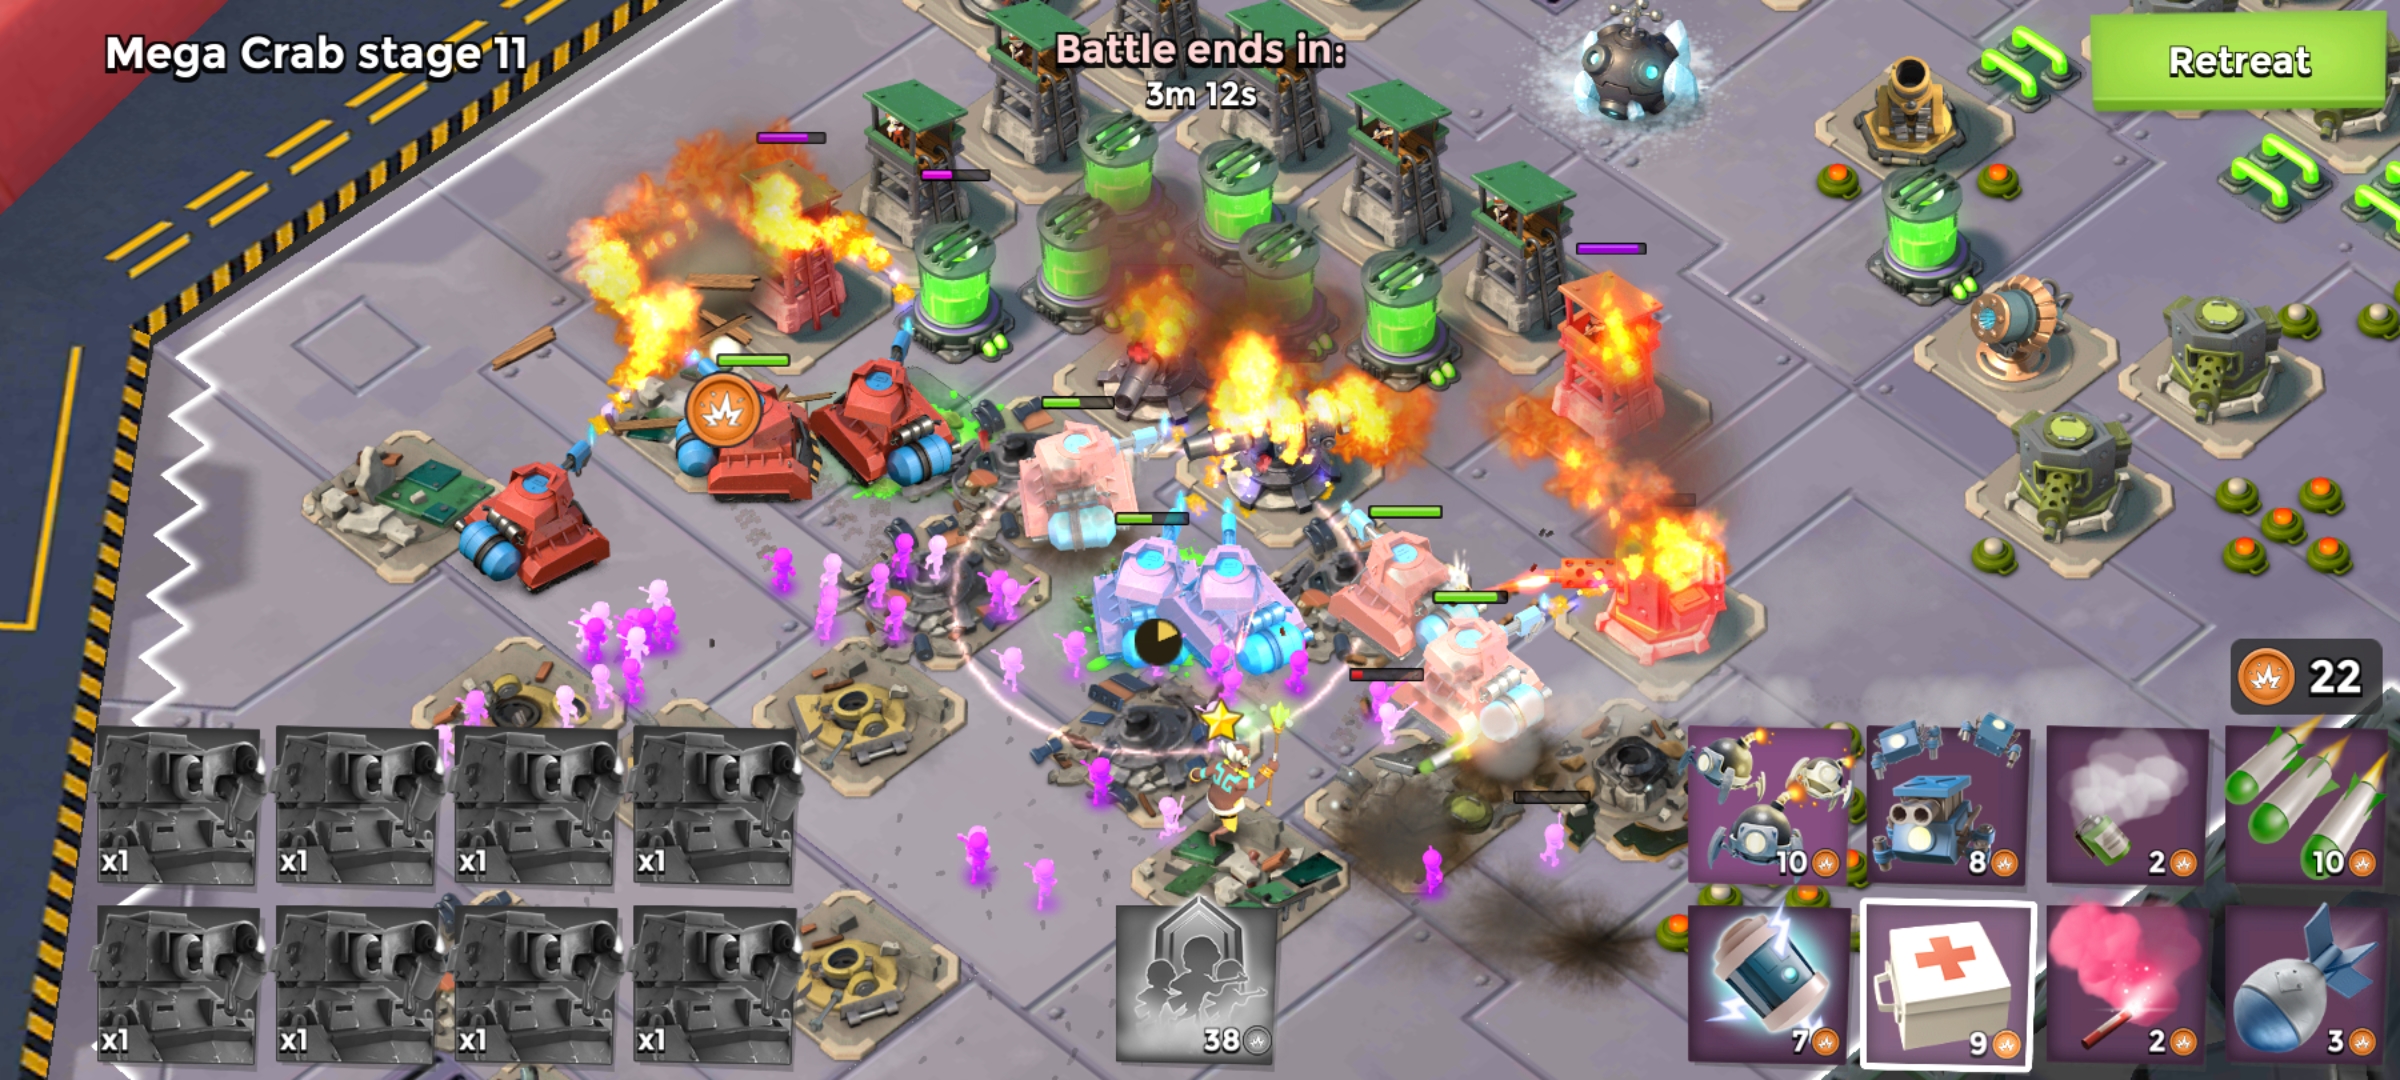 Mega Crab stage 11
Battle ends in:
3m 12s
Retreat
22
x1
x1
x1
x1
10
8
2
10
x1
x1
x1
x1
38
7
9
2
3